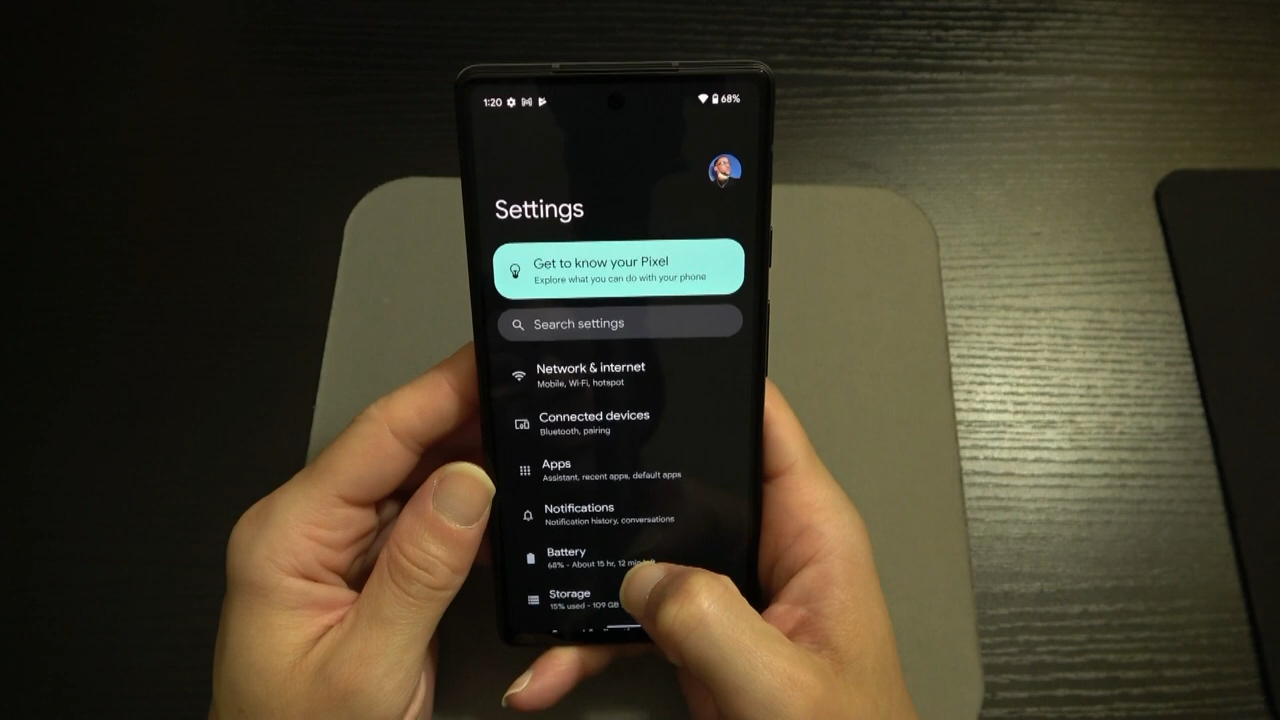 1:20
68%
Settings
Get to know your Pixel
Explore what you can do with your phone
Search settings
Network & internet
Mobile, Wi-Fi, hotspot
Connected devices
Bluetooth, pairing
Apps
Assistant, recent apps, default apps
Notifications
Notification history, conversations
Battery
68% - About 15 hr, 12 min
Storage
15% used - 109 GB